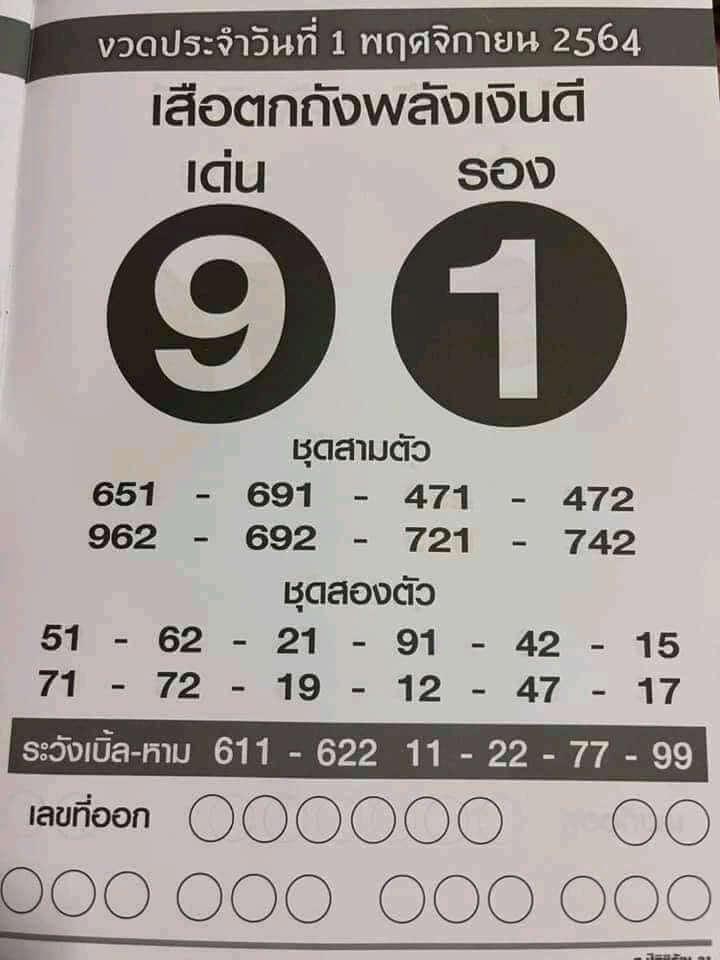 งวดประจำวันที่ 1 พฤศจิกายน 2564
เสือตกถังพลังเงินดี
เด่น รอง
9 1
ชุดสามตัว
651 - 691 - 471 - 472
962 - 692 - 721 - 742
ชุดสองตัว
51 - 62 - 21 - 91 - 42 - 15
71 - 72 - 19 - 12 - 47 - 17
ระวังเบิ้ล-หาม 611 - 622 11 - 22 - 77 - 99
เลขที่ออก